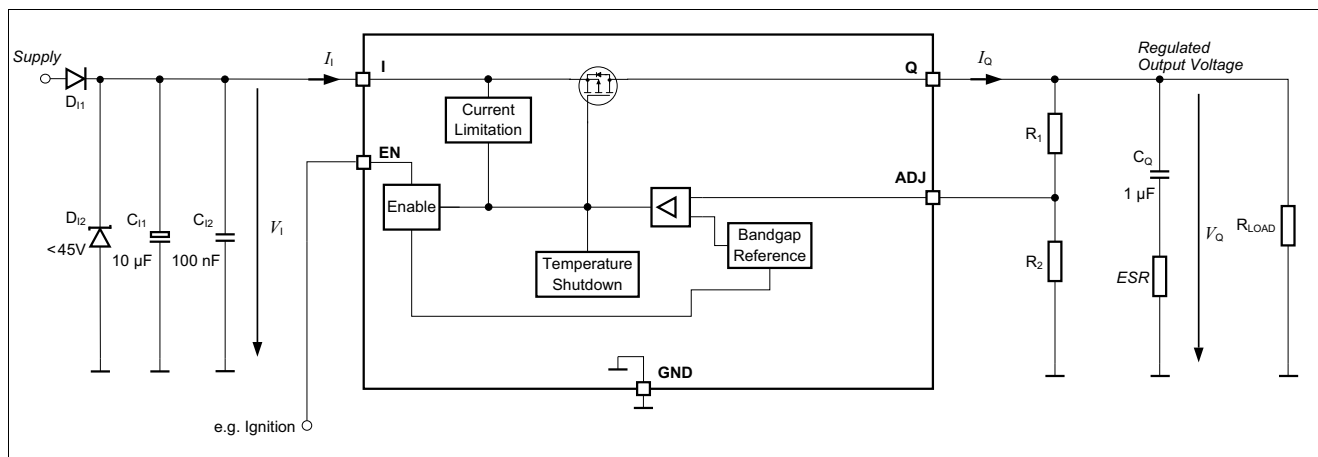 Supply
I_I
I
Q
I_Q
Regulated
Output Voltage
D_I1
Current
Limitation
EN
R_1
C_Q
1 µF
ADJ
Enable
D_I2
<45V
C_I1
10 µF
C_I2
100 nF
V_I
Bandgap
Reference
Temperature
Shutdown
R_2
ESR
V_Q
R_LOAD
GND
e.g. Ignition